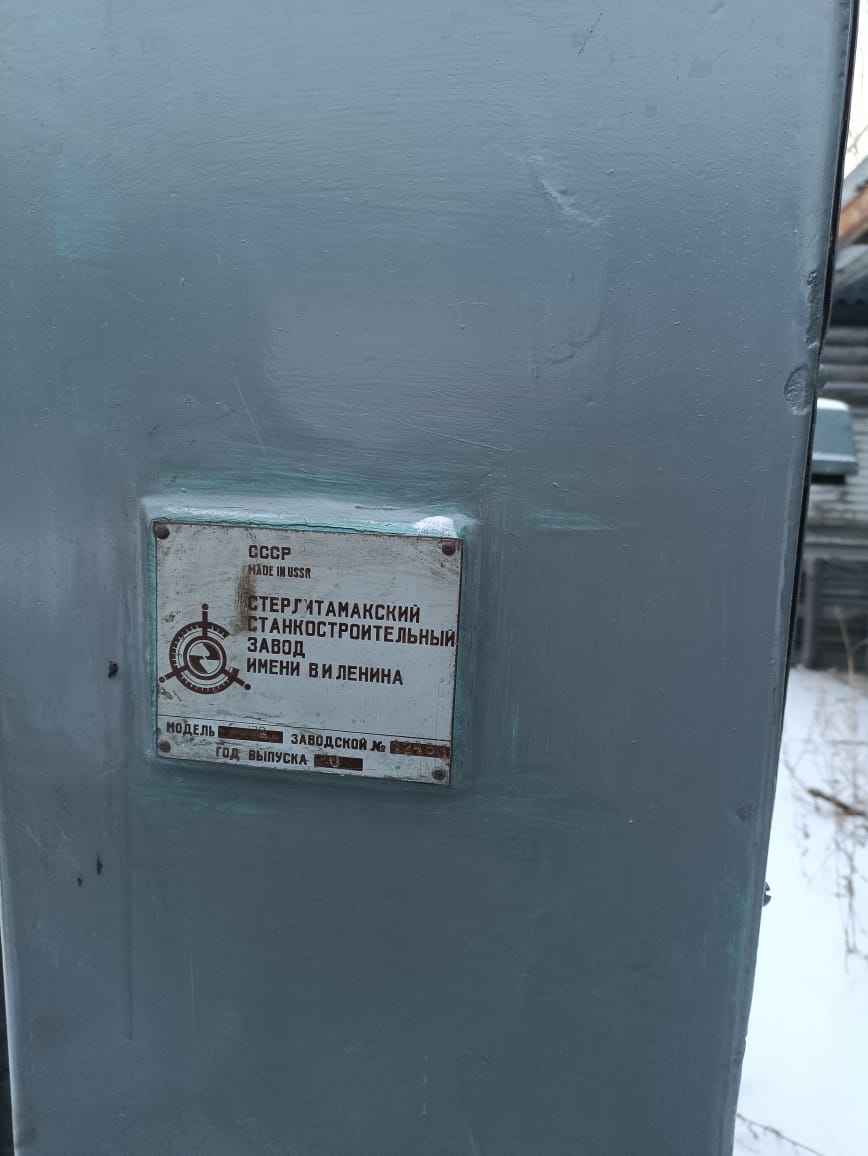 СССР
MADE IN USSR
СТЕРЛИТАМАКСКИЙ
СТАНКОСТРОИТЕЛЬНЫЙ
ЗАВОД
ИМЕНИ В.И ЛЕНИНА
МОДЕЛЬ
ЗАВОДСКОЙ №
ГОД ВЫПУСКА